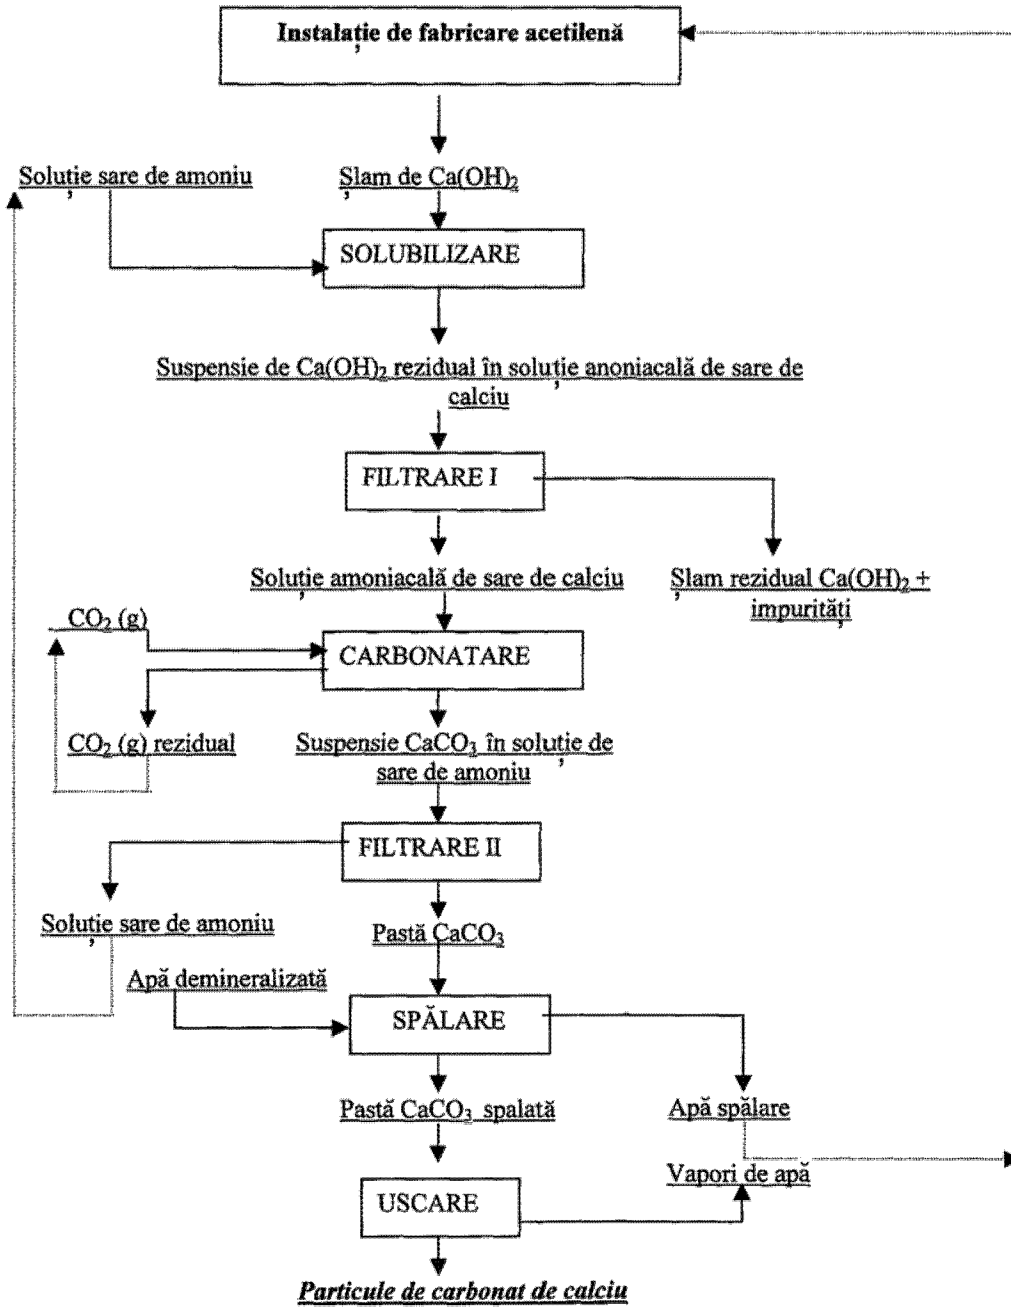 Instalație de fabricare acetilenă
Soluție sare de amoniu
Șlam de Ca(OH)₂
SOLUBILIZARE
Suspensie de Ca(OH)₂ rezidual în soluție anoniacală de sare de
calciu
FILTRARE I
Soluție amoniacală de sare de calciu
Șlam rezidual Ca(OH)₂ +
impurități
CO₂ (g)
CARBONATARE
CO₂ (g) rezidual
Suspensie CaCO₃ în soluție de
sare de amoniu
FILTRARE II
Soluție sare de amoniu
Pastă CaCO₃
Apă demineralizată
SPĂLARE
Pastă CaCO₃ spalată
Apă spălare
Vapori de apă
USCARE
Particule de carbonat de calciu